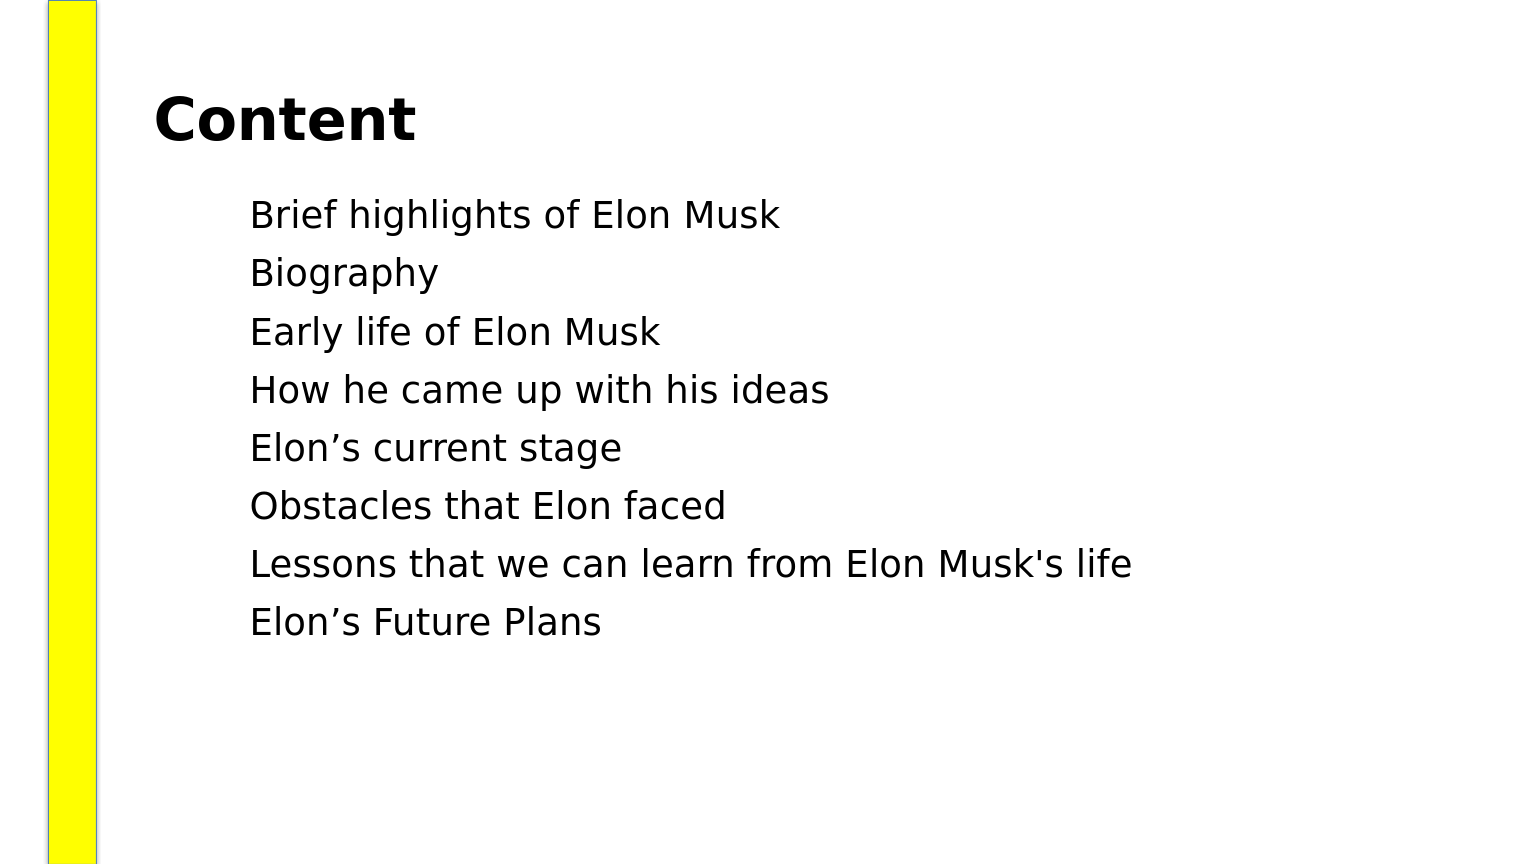 Content
Brief highlights of Elon Musk
Biography
Early life of Elon Musk
How he came up with his ideas
Elon’s current stage
Obstacles that Elon faced
Lessons that we can learn from Elon Musk's life
Elon’s Future Plans